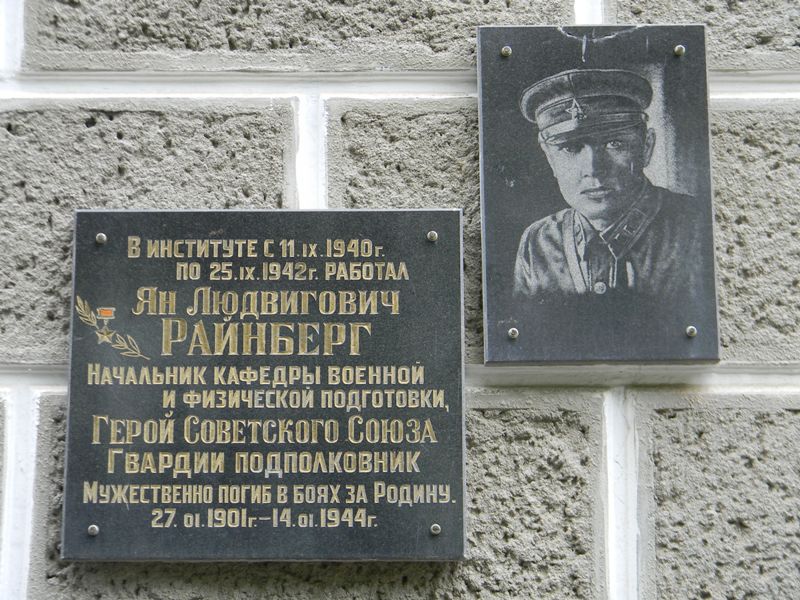 В институте с 11.IX.1940г.
по 25.IX.1942г. работал
Ян Людвигович
Райнберг
Начальник кафедры военной
и физической подготовки,
Герой Советского Союза
Гвардии подполковник
Мужественно погиб в боях за Родину.
27.01.1901г.-14.01.1944г.